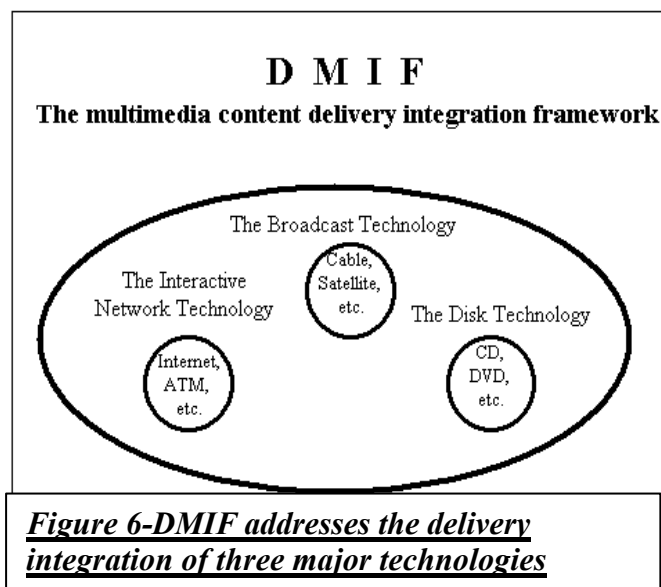 D M I F
The multimedia content delivery integration framework
The Broadcast Technology
Cable,
Satellite,
etc.
The Interactive
Network Technology
Internet,
ATM,
etc.
The Disk Technology
CD,
DVD,
etc.
Figure 6-DMIF addresses the delivery
integration of three major technologies